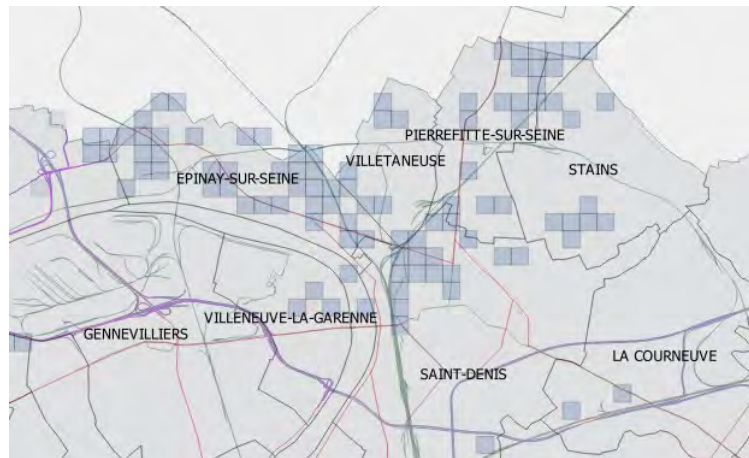 PIERREFITTE-SUR-SEINE
VILLETANEUSE
STAINS
EPINAY-SUR-SEINE
VILLENEUVE-LA-GARENNE
GENNEVILLIERS
LA COURNEUVE
SAINT-DENIS